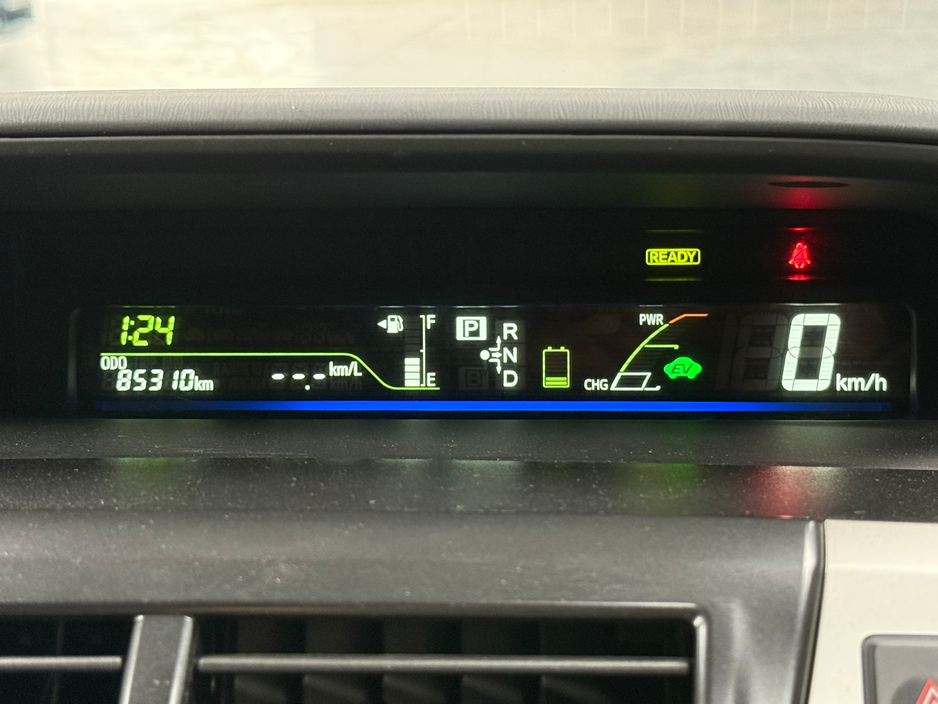 READY
1:24
ODO
85310km
--.- km/L
F
E
P
R
N
D
B
PWR
CHG
EV
0 km/h